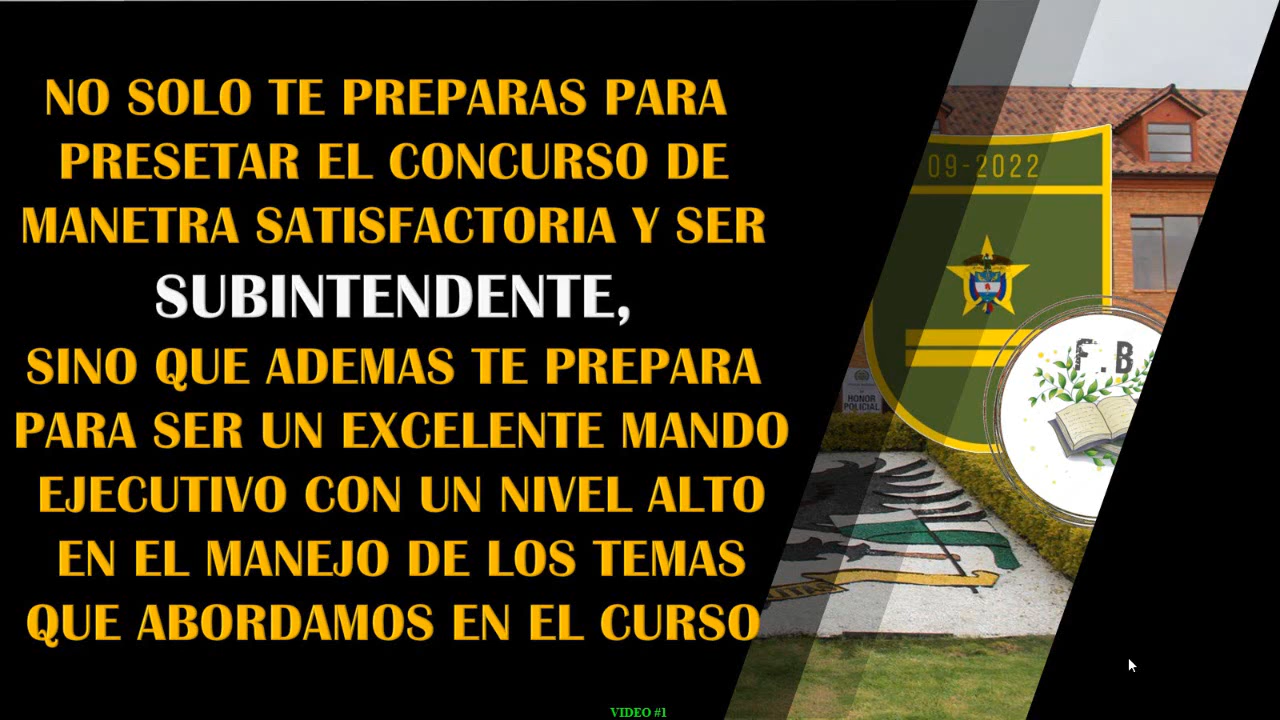 NO SOLO TE PREPARAS PARA
PRESETAR EL CONCURSO DE
MANETRA SATISFACTORIA Y SER
SUBINTENDENTE,
SINO QUE ADEMAS TE PREPARA
PARA SER UN EXCELENTE MANDO
EJECUTIVO CON UN NIVEL ALTO
EN EL MANEJO DE LOS TEMAS
QUE ABORDAMOS EN EL CURSO
09-2022
F.B
HONOR
POLICIAL
VIDEO #1